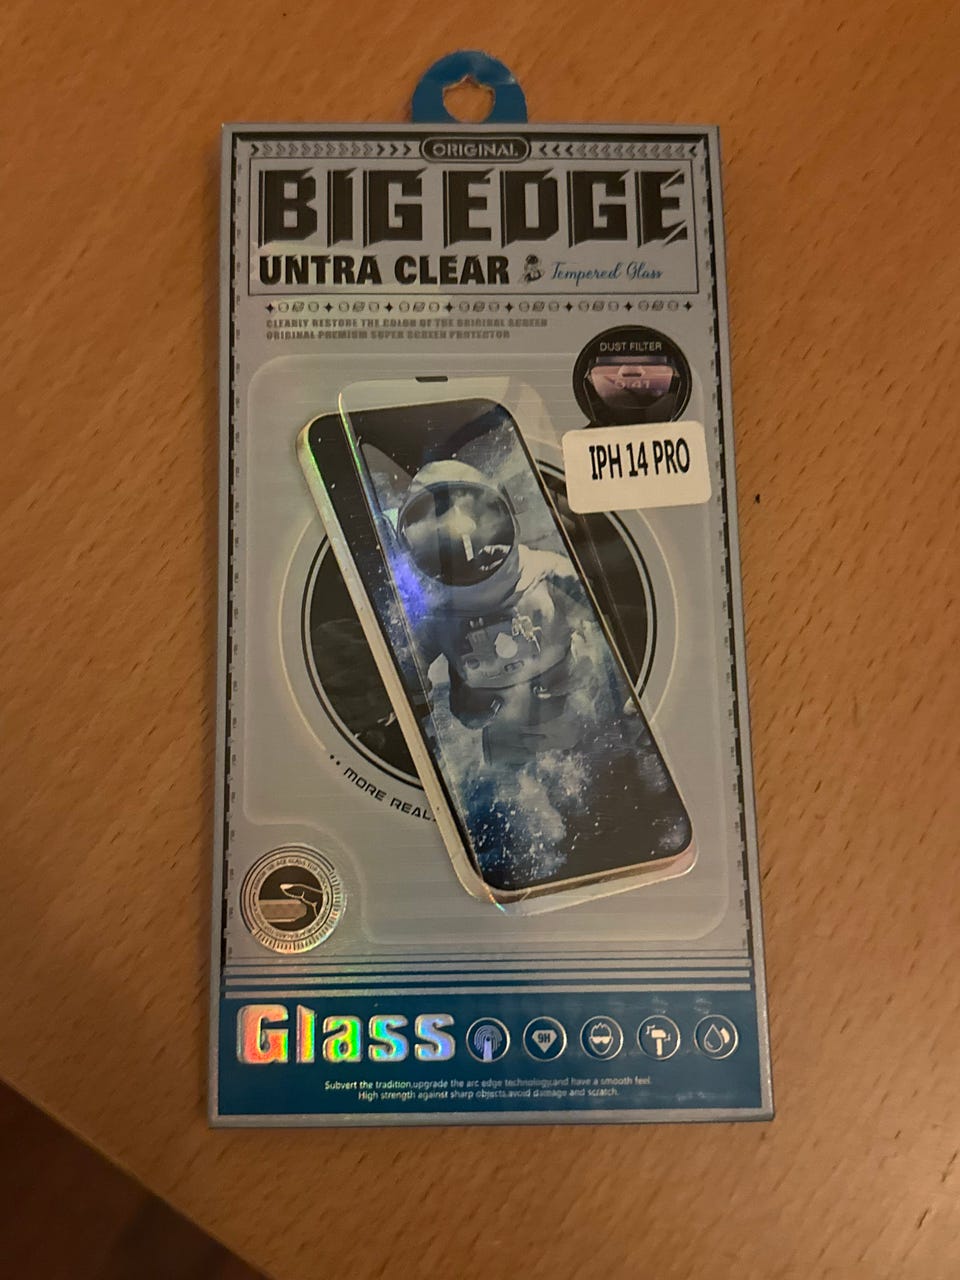 ORIGINAL
BIG EDGE
UNTRA CLEAR Tempered Glass
CLEARLY RESTORE THE COLOR OF THE ORIGINAL SCREEN
ORIGINAL PREMIUM SUPER SCREEN PROTECTOR
DUST FILTER
9:41
IPH 14 PRO
MORE REAL
Glass
9H
Subvert the tradition,upgrade the arc edge technology,and have a smooth feel.
High strength against sharp objects,avoid damage and scratch.